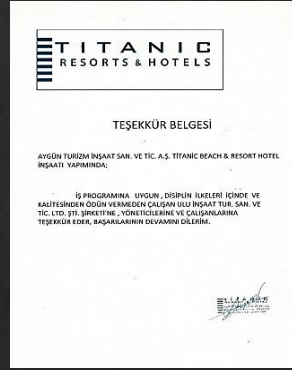 TITANIC
RESORTS & HOTELS
TEŞEKKÜR BELGESİ
AYGÜN TURİZM İNŞAAT SAN. VE TİC. A.Ş. TİTANİC BEACH & RESORT HOTEL
İNŞAATI YAPIMINDA;
İŞ PROGRAMINA UYGUN , DİSİPLİN İLKELERİ İÇİNDE VE
KALİTESİNDEN ÖDÜN VERMEDEN ÇALIŞAN ULU İNŞAAT TUR. SAN. VE
TİC. LTD. ŞTİ. ŞİRKETİ'NE , YÖNETİCİLERİNE VE ÇALIŞANLARINA
TEŞEKKÜR EDER, BAŞARILARININ DEVAMINI DİLERİM.
TITANIC